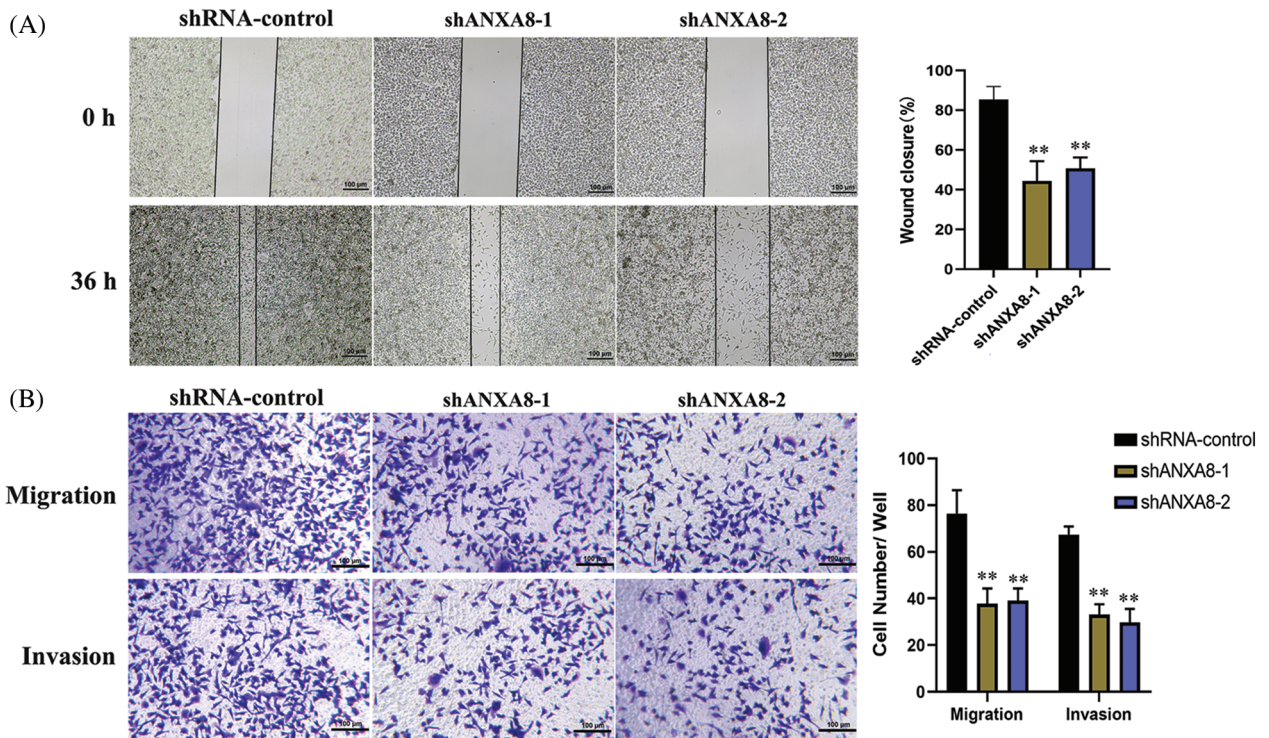 (A)
shRNA-control shANXA8-1 shANXA8-2
0 h
100 μm 100 μm 100 μm
36 h
100 μm 100 μm 100 μm
100
80
60
40
20
0
Wound closure(%)
** **
shRNA-control shANXA8-1 shANXA8-2
(B)
shRNA-control shANXA8-1 shANXA8-2
Migration
100 μm 100 μm 100 μm
Invasion
100 μm 100 μm 100 μm
shRNA-control
shANXA8-1
shANXA8-2
100
80
60
40
20
0
Cell Number/ Well
** ** ** **
Migration Invasion